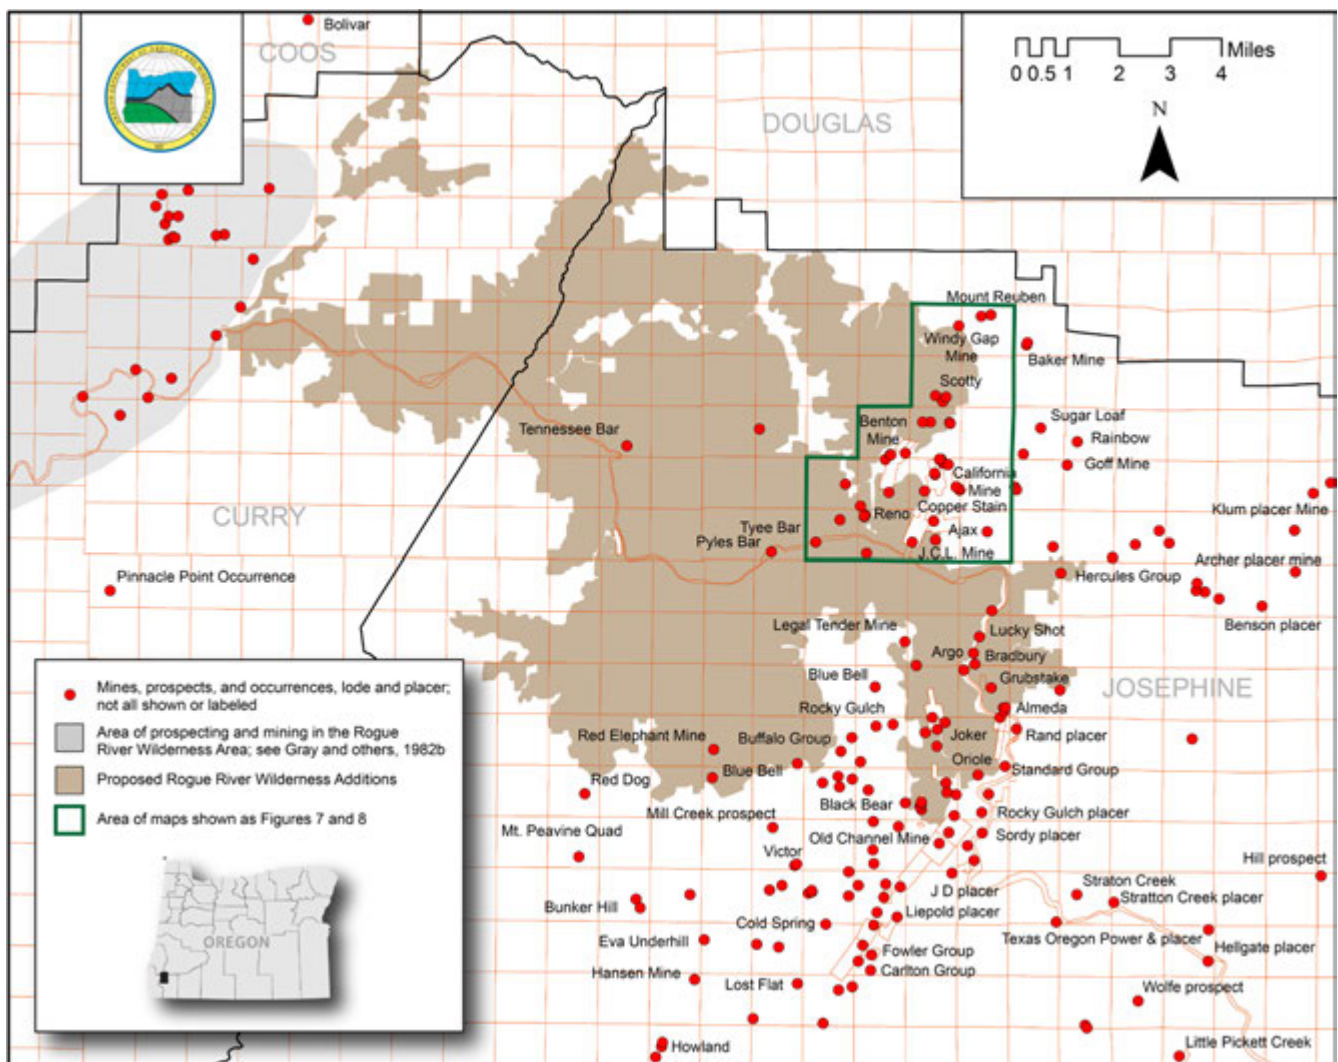 Bolivar
COOS
Miles
0 0.5 1 2 3 4
N
DOUGLAS
Mount Reuben
Windy Gap
Mine
Baker Mine
Scotty
Sugar Loaf
Benton
Mine
Tennessee Bar
Rainbow
Goff Mine
California
Mine
Klum placer Mine
CURRY
Copper Stain
Reno
Tyee Bar
Ajax
Pyles Bar
J.C.L. Mine
Archer placer mine
Pinnacle Point Occurrence
Hercules Group
Benson placer
Legal Tender Mine
Lucky Shot
Argo
Bradbury
Blue Bell
Grubstake
JOSEPHINE
Rocky Gulch
Almeda
Red Elephant Mine
Buffalo Group
Joker
Rand placer
Blue Bell
Oriole
Standard Group
Red Dog
Black Bear
Mill Creek prospect
Rocky Gulch placer
Mt. Peavine Quad
Old Channel Mine
Sordy placer
Victor
Hill prospect
J D placer
Straton Creek
Stratton Creek placer
Bunker Hill
Cold Spring
Liepold placer
Texas Oregon Power & placer
Eva Underhill
Hellgate placer
Fowler Group
Hansen Mine
Carlton Group
Lost Flat
Wolfe prospect
Howland
Little Pickett Creek
Mines, prospects, and occurrences, lode and placer;
not all shown or labeled
Area of prospecting and mining in the Rogue
River Wilderness Area; see Gray and others, 1982b
Proposed Rogue River Wilderness Additions
Area of maps shown as Figures 7 and 8
OREGON